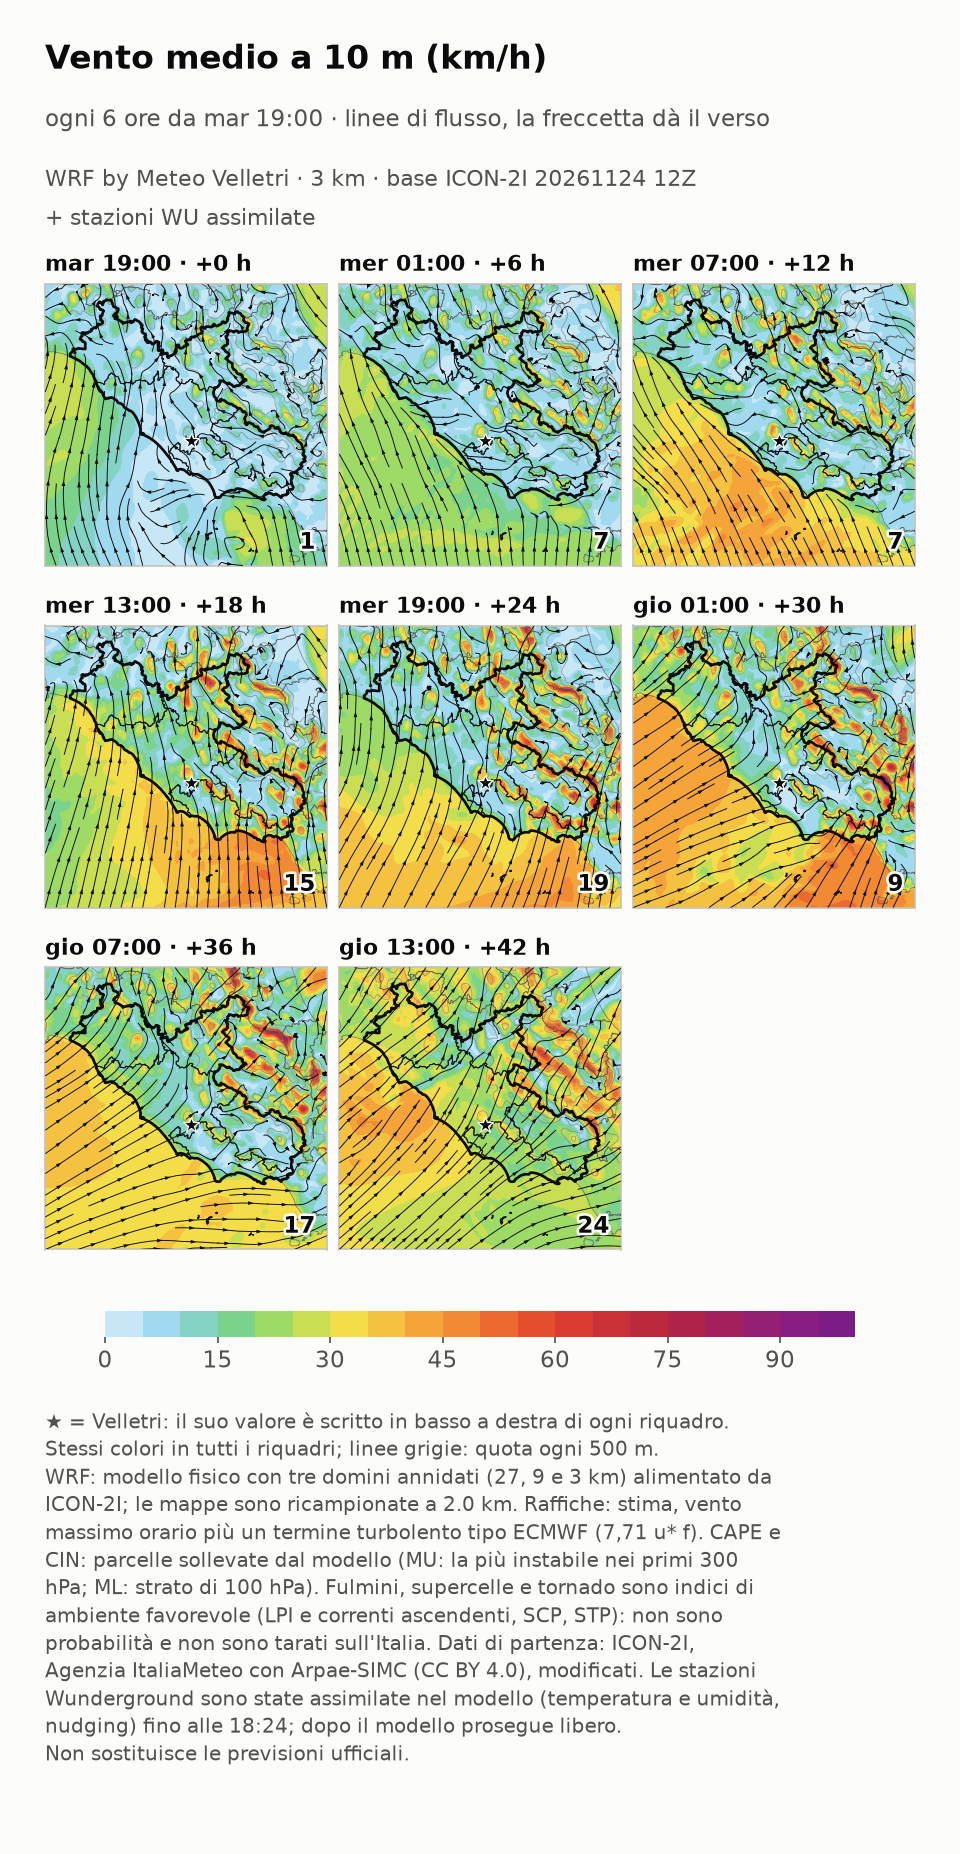 Vento medio a 10 m (km/h)
ogni 6 ore da mar 19:00 · linee di flusso, la freccetta dà il verso
WRF by Meteo Velletri · 3 km · base ICON-2I 20261124 12Z
+ stazioni WU assimilate
mar 19:00 · +0 h
mer 01:00 · +6 h
mer 07:00 · +12 h
1
7
7
mer 13:00 · +18 h
mer 19:00 · +24 h
gio 01:00 · +30 h
15
19
9
gio 07:00 · +36 h
gio 13:00 · +42 h
17
24
0 15 30 45 60 75 90
★ = Velletri: il suo valore è scritto in basso a destra di ogni riquadro.
Stessi colori in tutti i riquadri; linee grigie: quota ogni 500 m.
WRF: modello fisico con tre domini annidati (27, 9 e 3 km) alimentato da
ICON-2I; le mappe sono ricampionate a 2.0 km. Raffiche: stima, vento
massimo orario più un termine turbolento tipo ECMWF (7,71 u* f). CAPE e
CIN: parcelle sollevate dal modello (MU: la più instabile nei primi 300
hPa; ML: strato di 100 hPa). Fulmini, supercelle e tornado sono indici di
ambiente favorevole (LPI e correnti ascendenti, SCP, STP): non sono
probabilità e non sono tarati sull'Italia. Dati di partenza: ICON-2I,
Agenzia ItaliaMeteo con Arpae-SIMC (CC BY 4.0), modificati. Le stazioni
Wunderground sono state assimilate nel modello (temperatura e umidità,
nudging) fino alle 18:24; dopo il modello prosegue libero.
Non sostituisce le previsioni ufficiali.